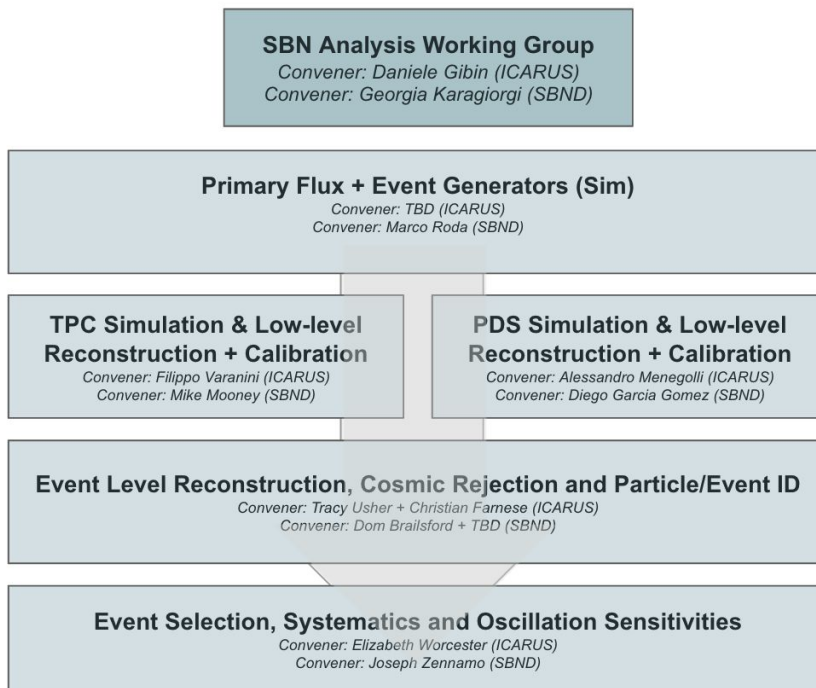 SBN Analysis Working Group
Convener: Daniele Gibin (ICARUS)
Convener: Georgia Karagiorgi (SBND)
Primary Flux + Event Generators (Sim)
Convener: TBD (ICARUS)
Convener: Marco Roda (SBND)
TPC Simulation & Low-level
Reconstruction + Calibration
Convener: Filippo Varanini (ICARUS)
Convener: Mike Mooney (SBND)
PDS Simulation & Low-level
Reconstruction + Calibration
Convener: Alessandro Menegolli (ICARUS)
Convener: Diego Garcia Gomez (SBND)
Event Level Reconstruction, Cosmic Rejection and Particle/Event ID
Convener: Tracy Usher + Christian Farnese (ICARUS)
Convener: Dom Brailsford + TBD (SBND)
Event Selection, Systematics and Oscillation Sensitivities
Convener: Elizabeth Worcester (ICARUS)
Convener: Joseph Zennamo (SBND)